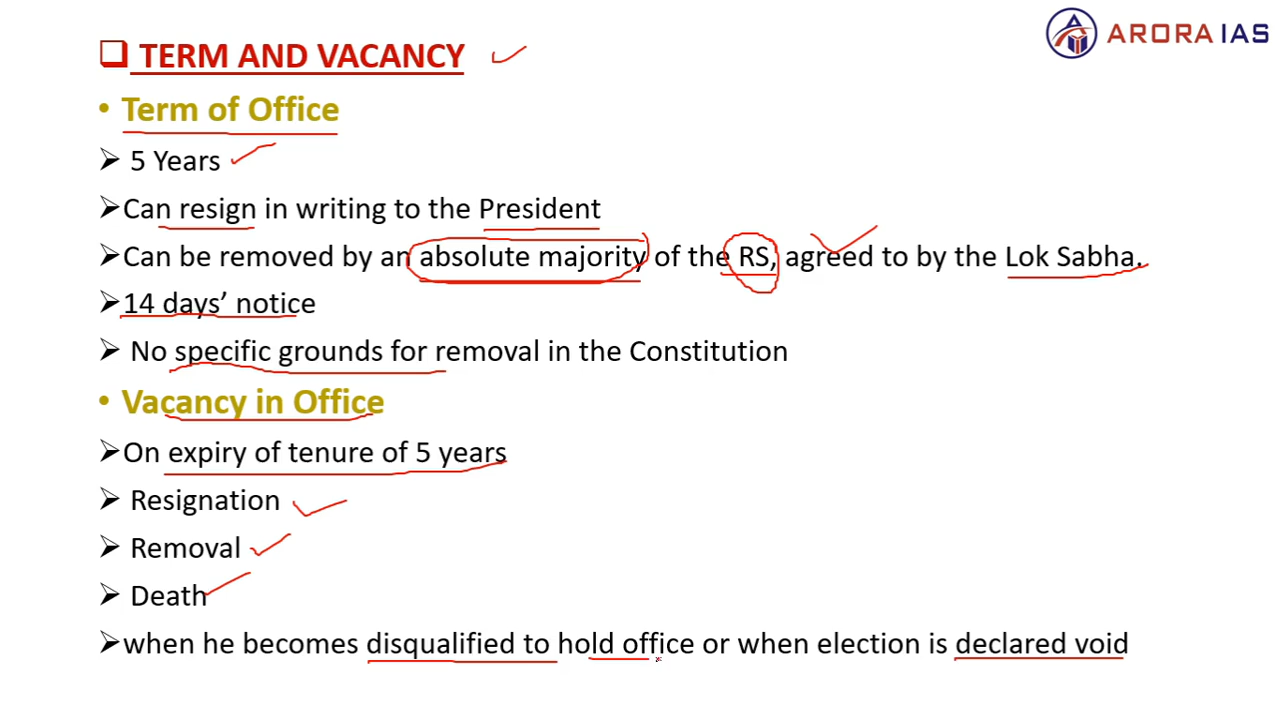 ARORA IAS
TERM AND VACANCY
• Term of Office
➢ 5 Years
➢Can resign in writing to the President
➢Can be removed by an absolute majority of the RS, agreed to by the Lok Sabha.
➢14 days’ notice
➢ No specific grounds for removal in the Constitution
• Vacancy in Office
➢On expiry of tenure of 5 years
➢ Resignation
➢ Removal
➢ Death
➢when he becomes disqualified to hold office or when election is declared void